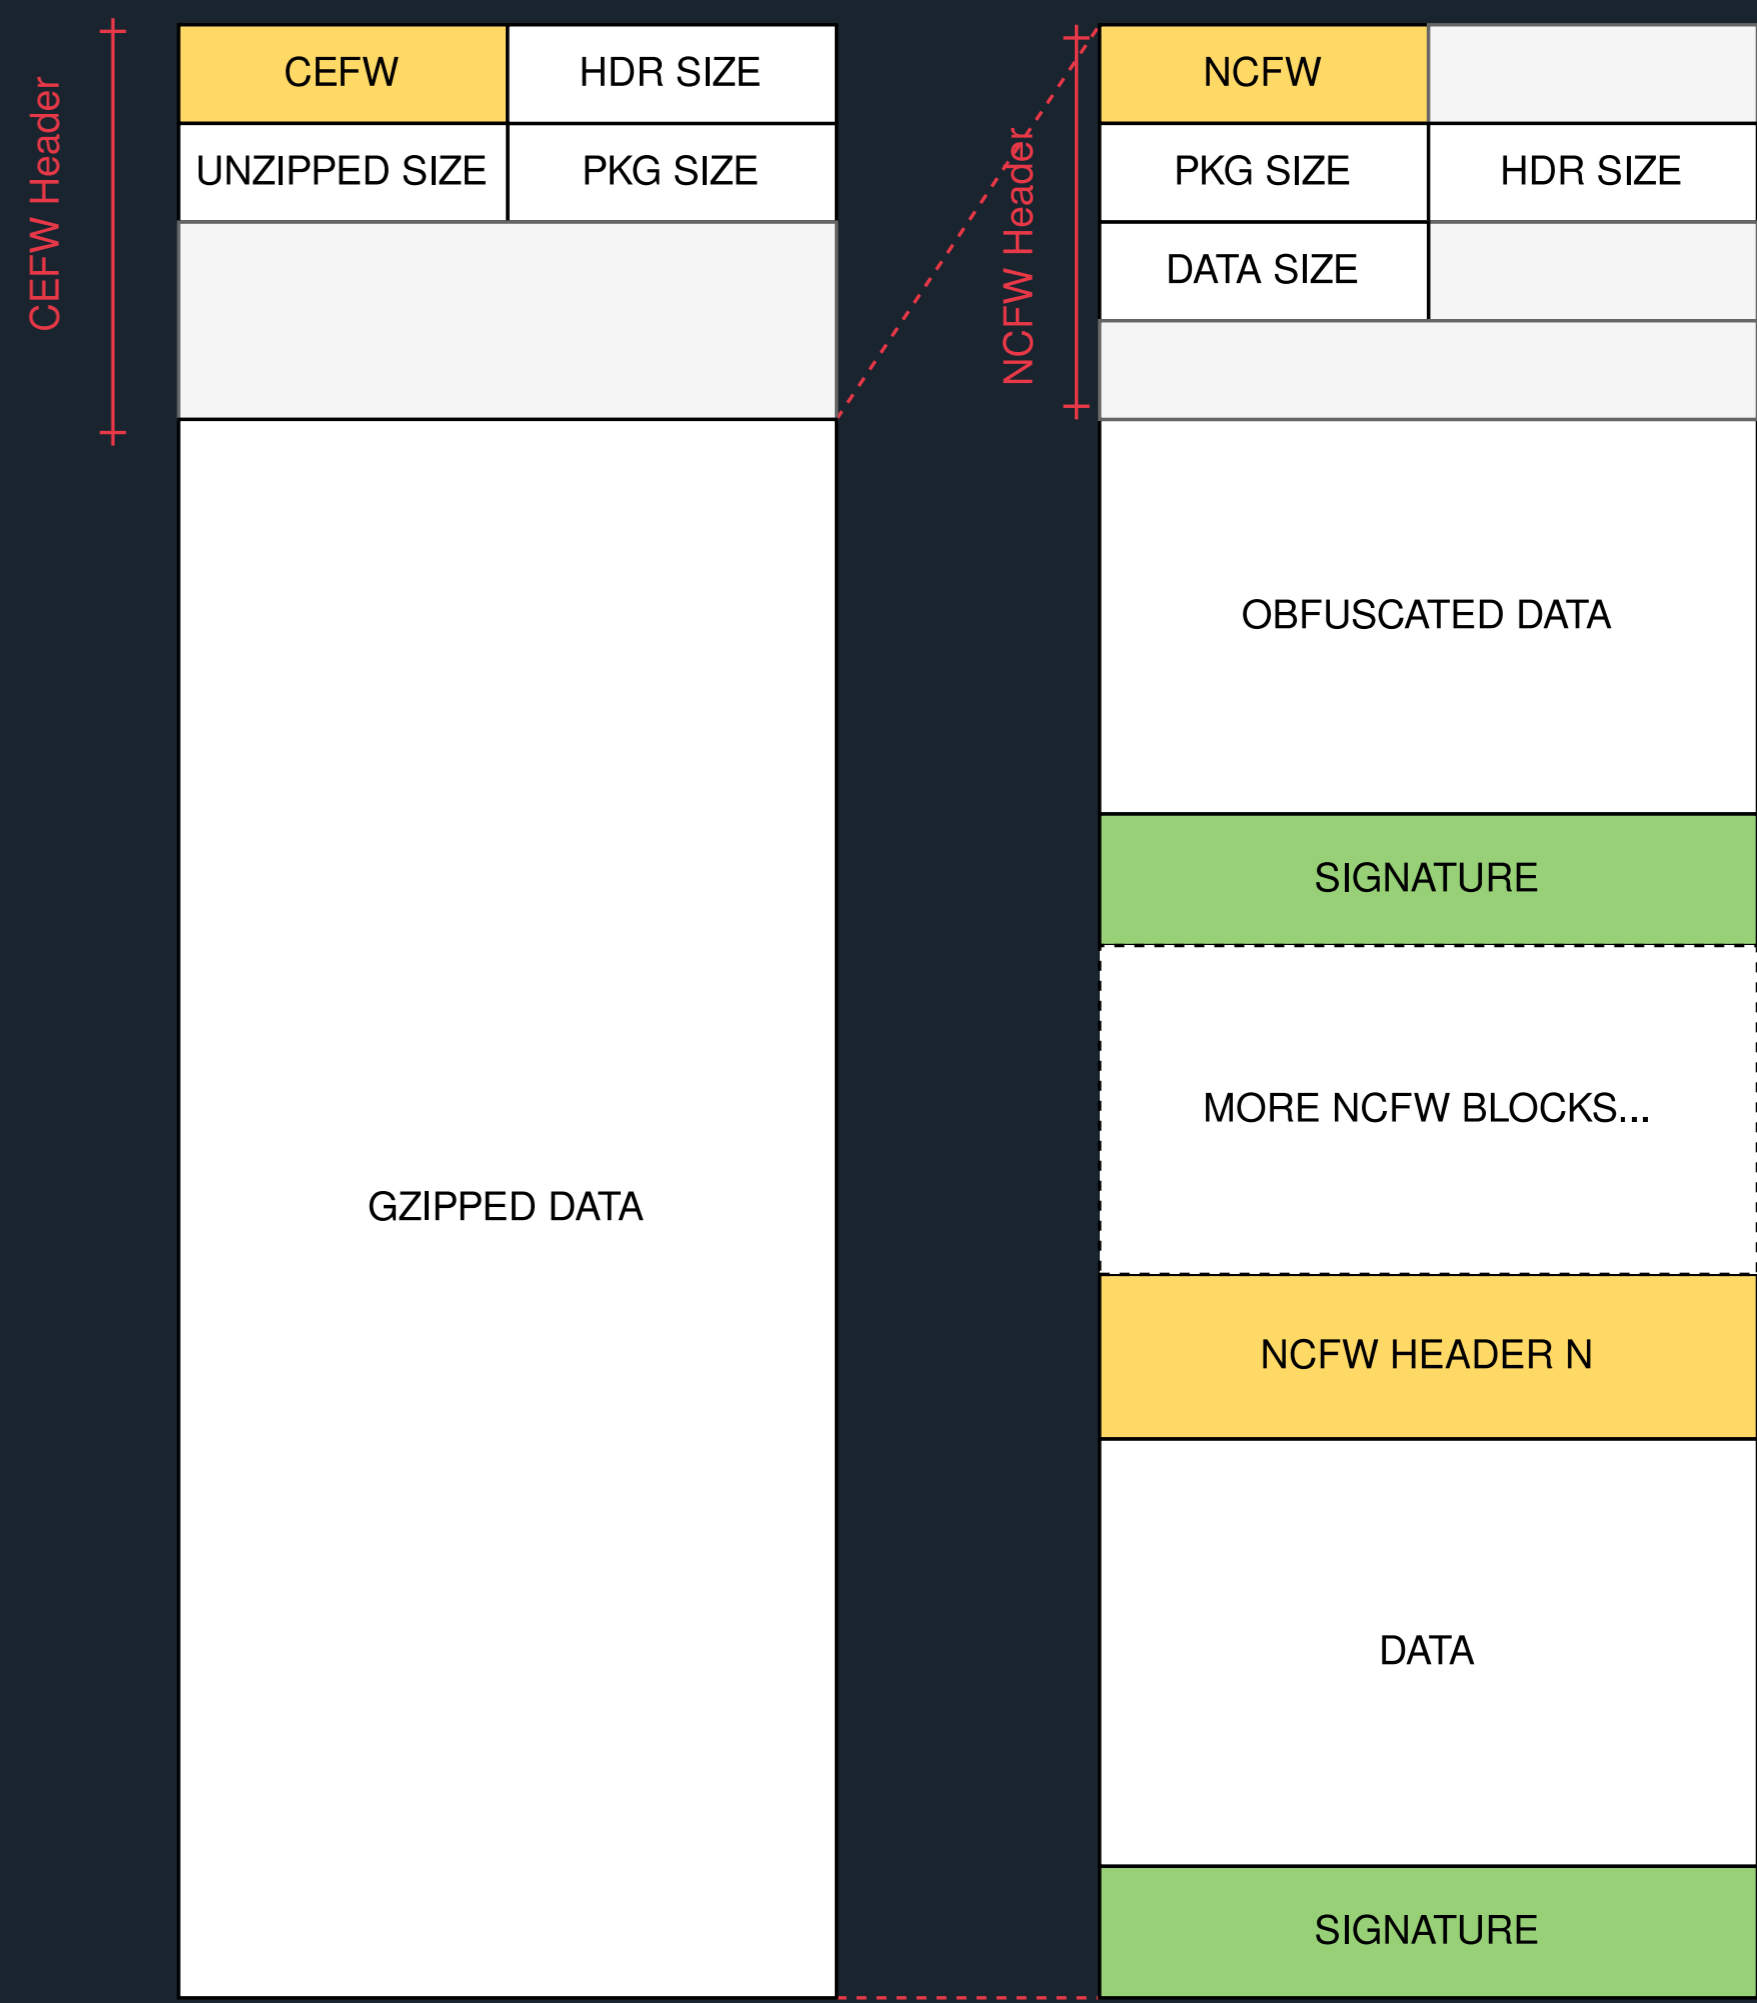 CEFW Header
CEFW
HDR SIZE
UNZIPPED SIZE
PKG SIZE
GZIPPED DATA
NCFW Header
NCFW
PKG SIZE
HDR SIZE
DATA SIZE
OBFUSCATED DATA
SIGNATURE
MORE NCFW BLOCKS...
NCFW HEADER N
DATA
SIGNATURE